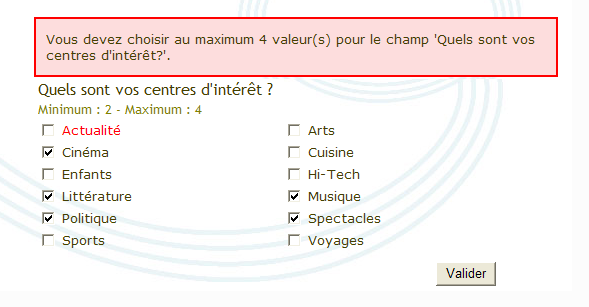 Vous devez choisir au maximum 4 valeur(s) pour le champ 'Quels sont vos
centres d'intérêt?'.
Quels sont vos centres d'intérêt ?
Minimum : 2 - Maximum : 4
Actualité
Arts
Cinéma
Cuisine
Enfants
Hi-Tech
Littérature
Musique
Politique
Spectacles
Sports
Voyages
Valider